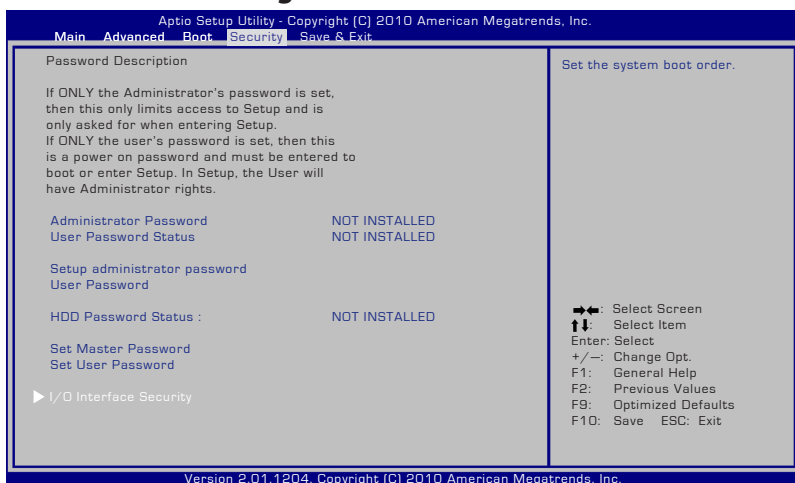 Aptio Setup Utility - Copyright (C) 2010 American Megatrends, Inc.
Main Advanced Boot Security Save & Exit
Password Description
If ONLY the Administrator's password is set,
then this only limits access to Setup and is
only asked for when entering Setup.
If ONLY the user's password is set, then this
is a power on password and must be entered to
boot or enter Setup. In Setup, the User will
have Administrator rights.
Administrator Password NOT INSTALLED
User Password Status NOT INSTALLED
Setup administrator password
User Password
HDD Password Status : NOT INSTALLED
Set Master Password
Set User Password
▶ I/O Interface Security
Set the system boot order.
→←: Select Screen
↑↓: Select Item
Enter: Select
+/—: Change Opt.
F1: General Help
F2: Previous Values
F9: Optimized Defaults
F10: Save ESC: Exit
Version 2.01.1204. Copyright (C) 2010 American Megatrends, Inc.